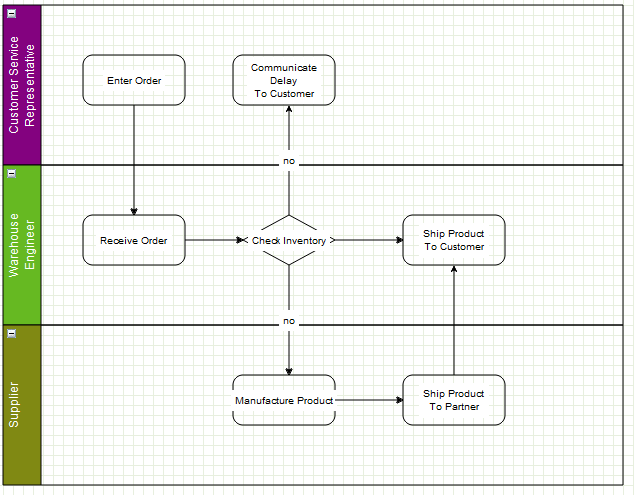 Customer Service
Representative
Enter Order
Communicate
Delay
To Customer
no
Warehouse
Engineer
Receive Order
Check Inventory
Ship Product
To Customer
no
Supplier
Manufacture Product
Ship Product
To Partner